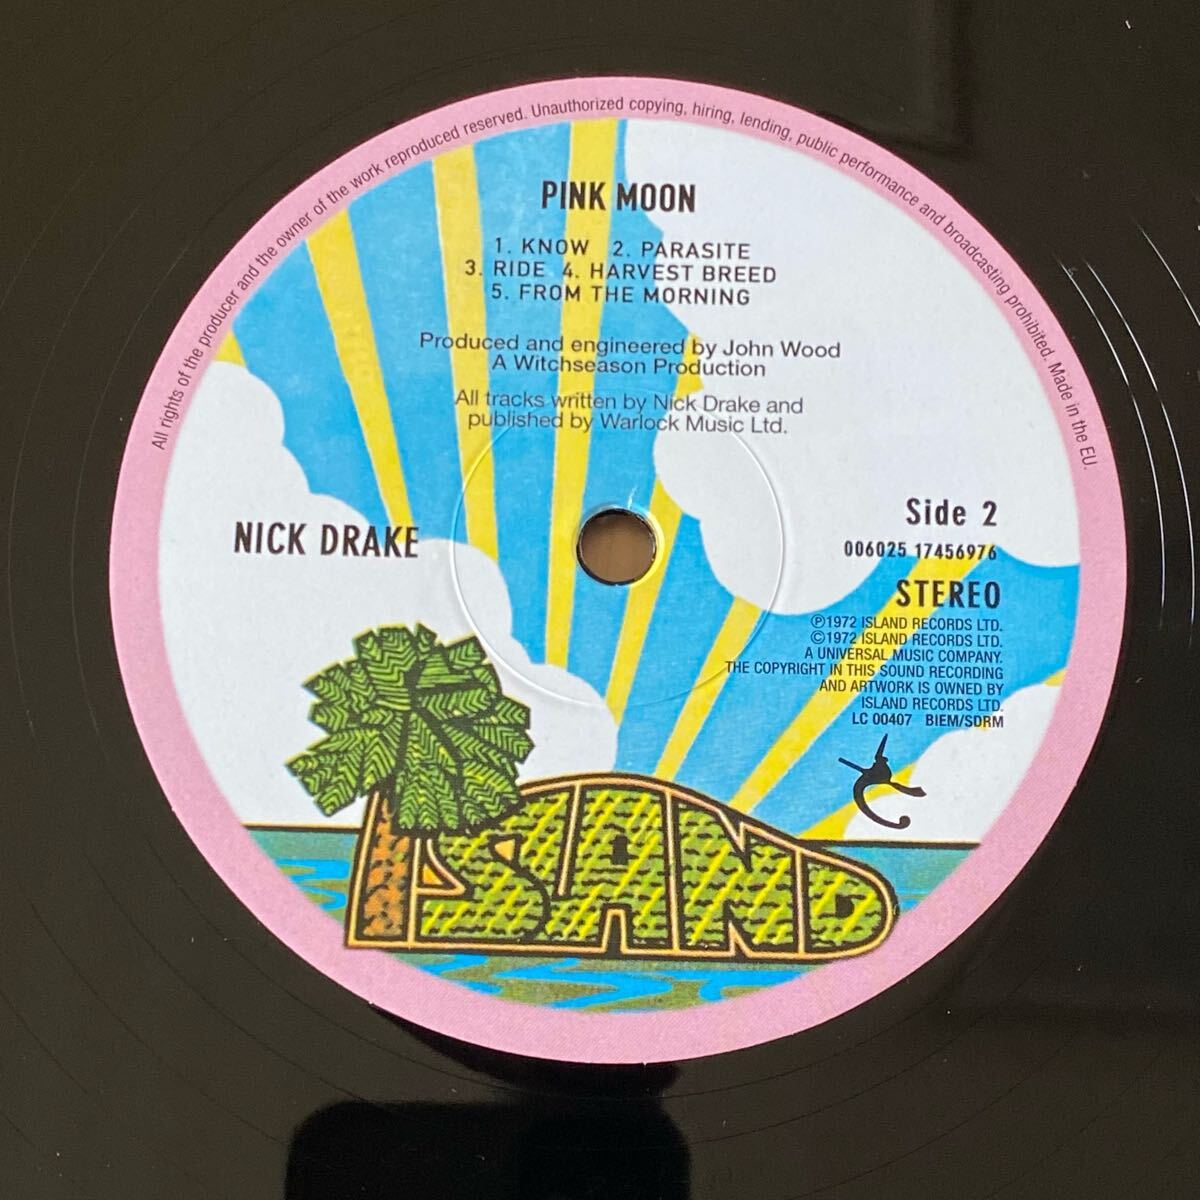 All rights of the producer and the owner of the work reproduced reserved. Unauthorized copying, hiring, lending, public performance and broadcasting prohibited. Made in the EU.
PINK MOON
1. KNOW 2. PARASITE
3. RIDE 4. HARVEST BREED
5. FROM THE MORNING
Produced and engineered by John Wood
A Witchseason Production
All tracks written by Nick Drake and
published by Warlock Music Ltd.
NICK DRAKE
Side 2
006025 17456976
STEREO
℗1972 ISLAND RECORDS LTD.
©1972 ISLAND RECORDS LTD.
A UNIVERSAL MUSIC COMPANY.
THE COPYRIGHT IN THIS SOUND RECORDING
AND ARTWORK IS OWNED BY
ISLAND RECORDS LTD.
LC 00407 BIEM/SDRM
ISLAND